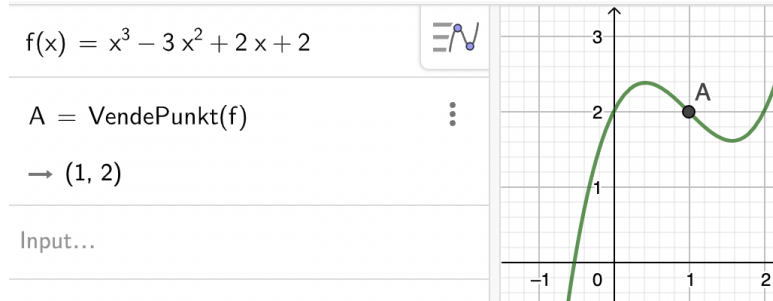 f(x) = x³ − 3 x² + 2 x + 2
A = VendePunkt(f)
→ (1, 2)
Input...
3
A
2
1
−1 0 1 2